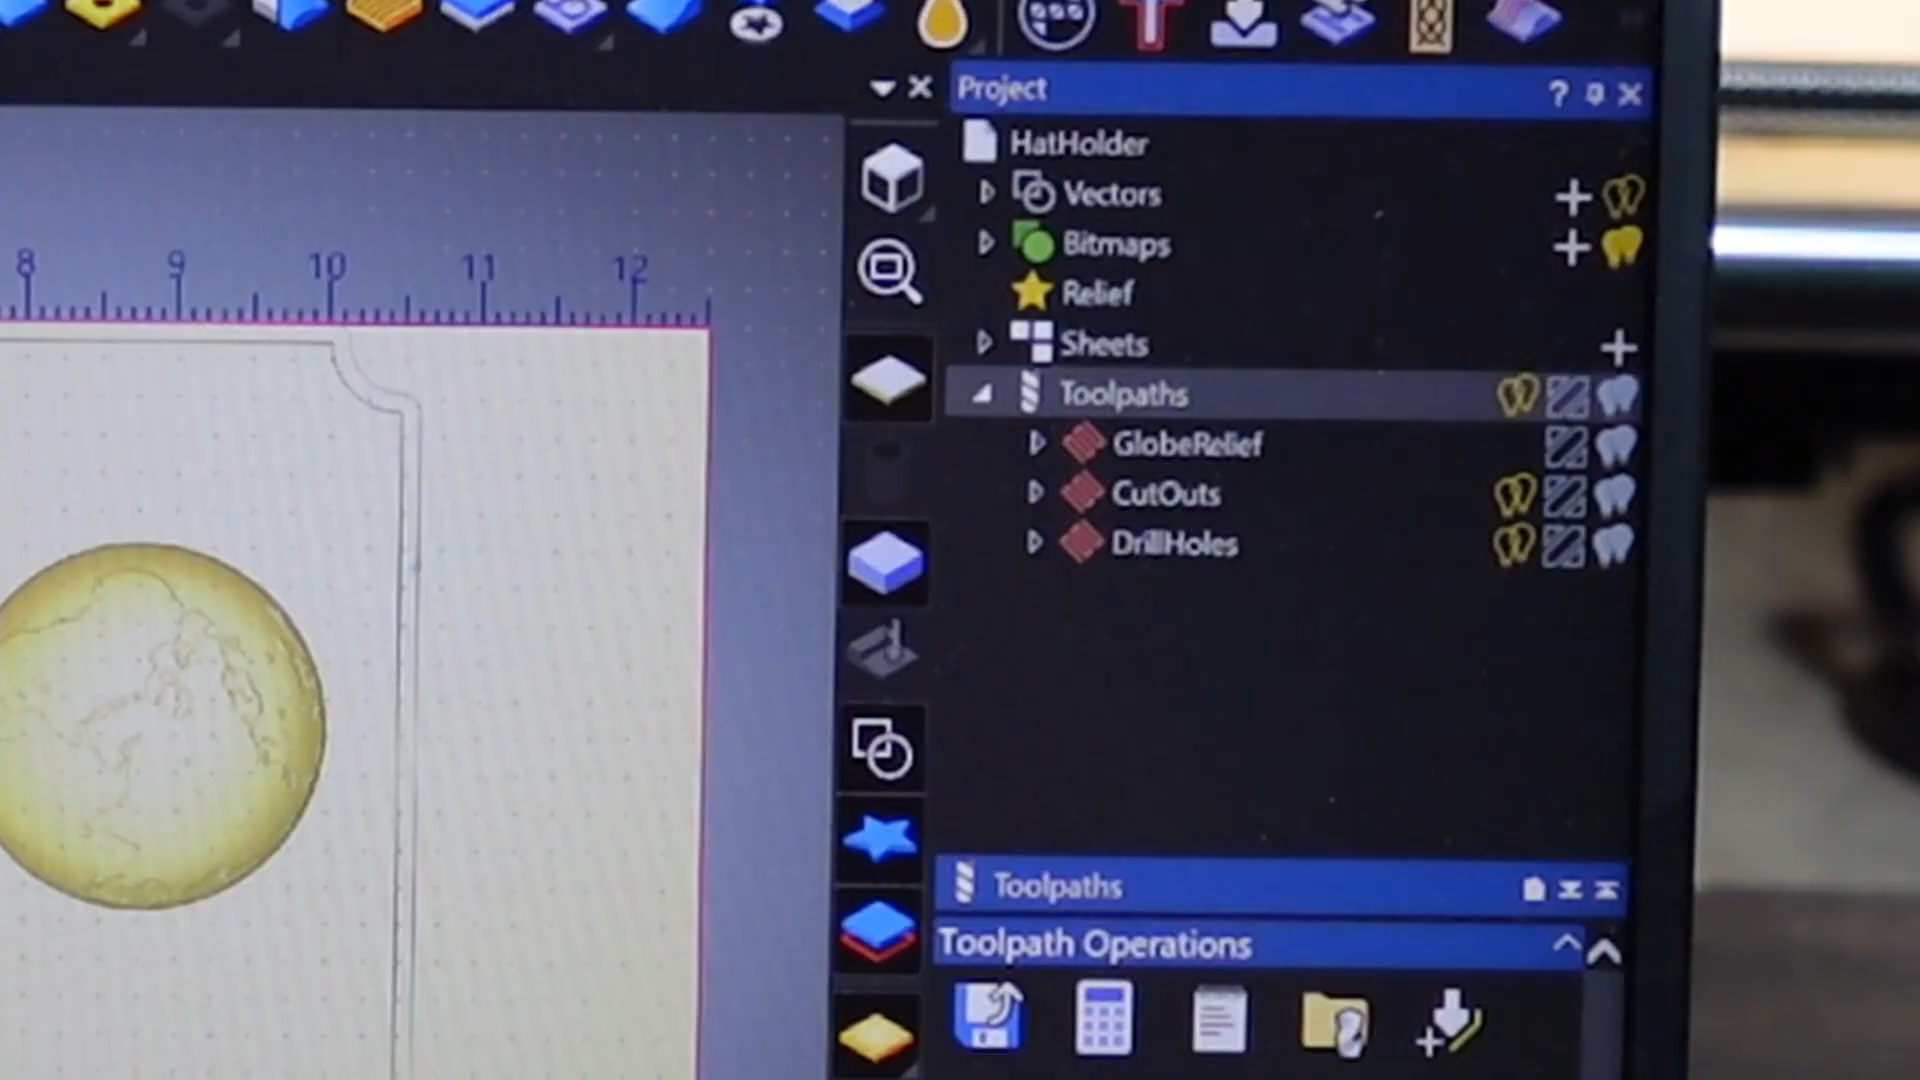 Project
HatHolder
Vectors
Bitmaps
Relief
Sheets
Toolpaths
GlobeRelief
CutOuts
DrillHoles
8 9 10 11 12
Toolpaths
Toolpath Operations